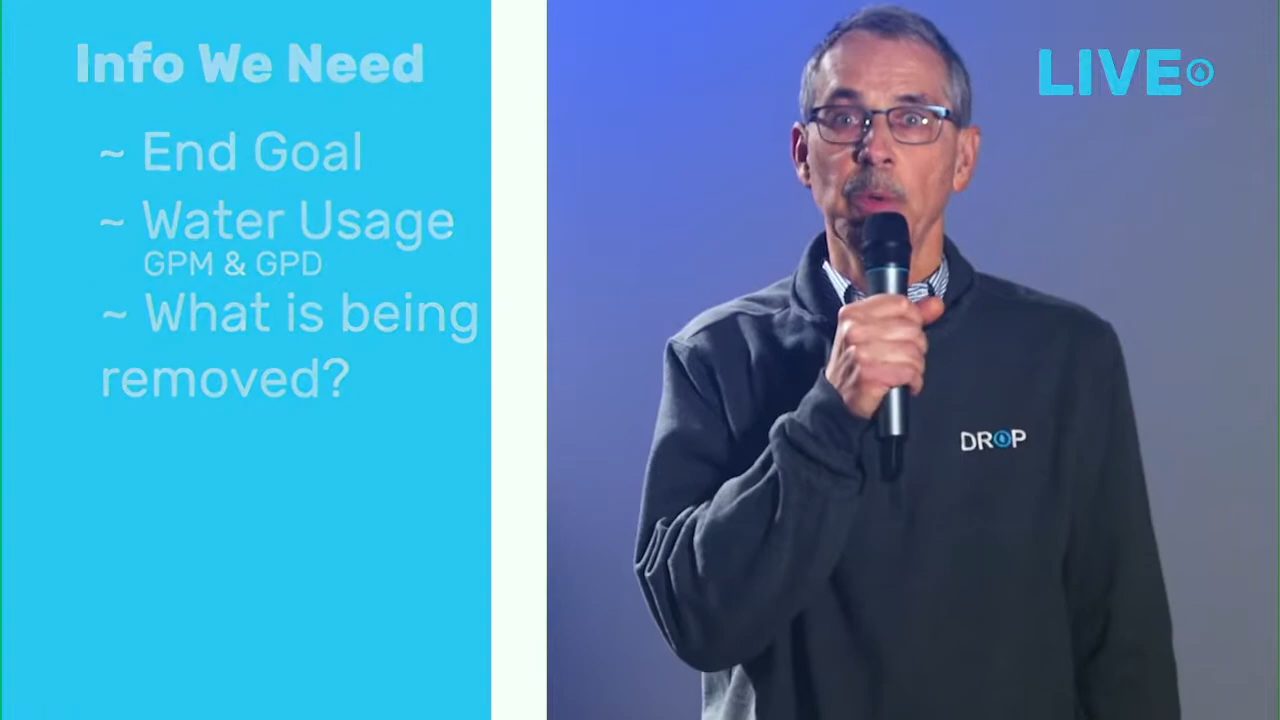 Info We Need
~ End Goal
~ Water Usage
GPM & GPD
~ What is being
removed?
LIVE
DROP